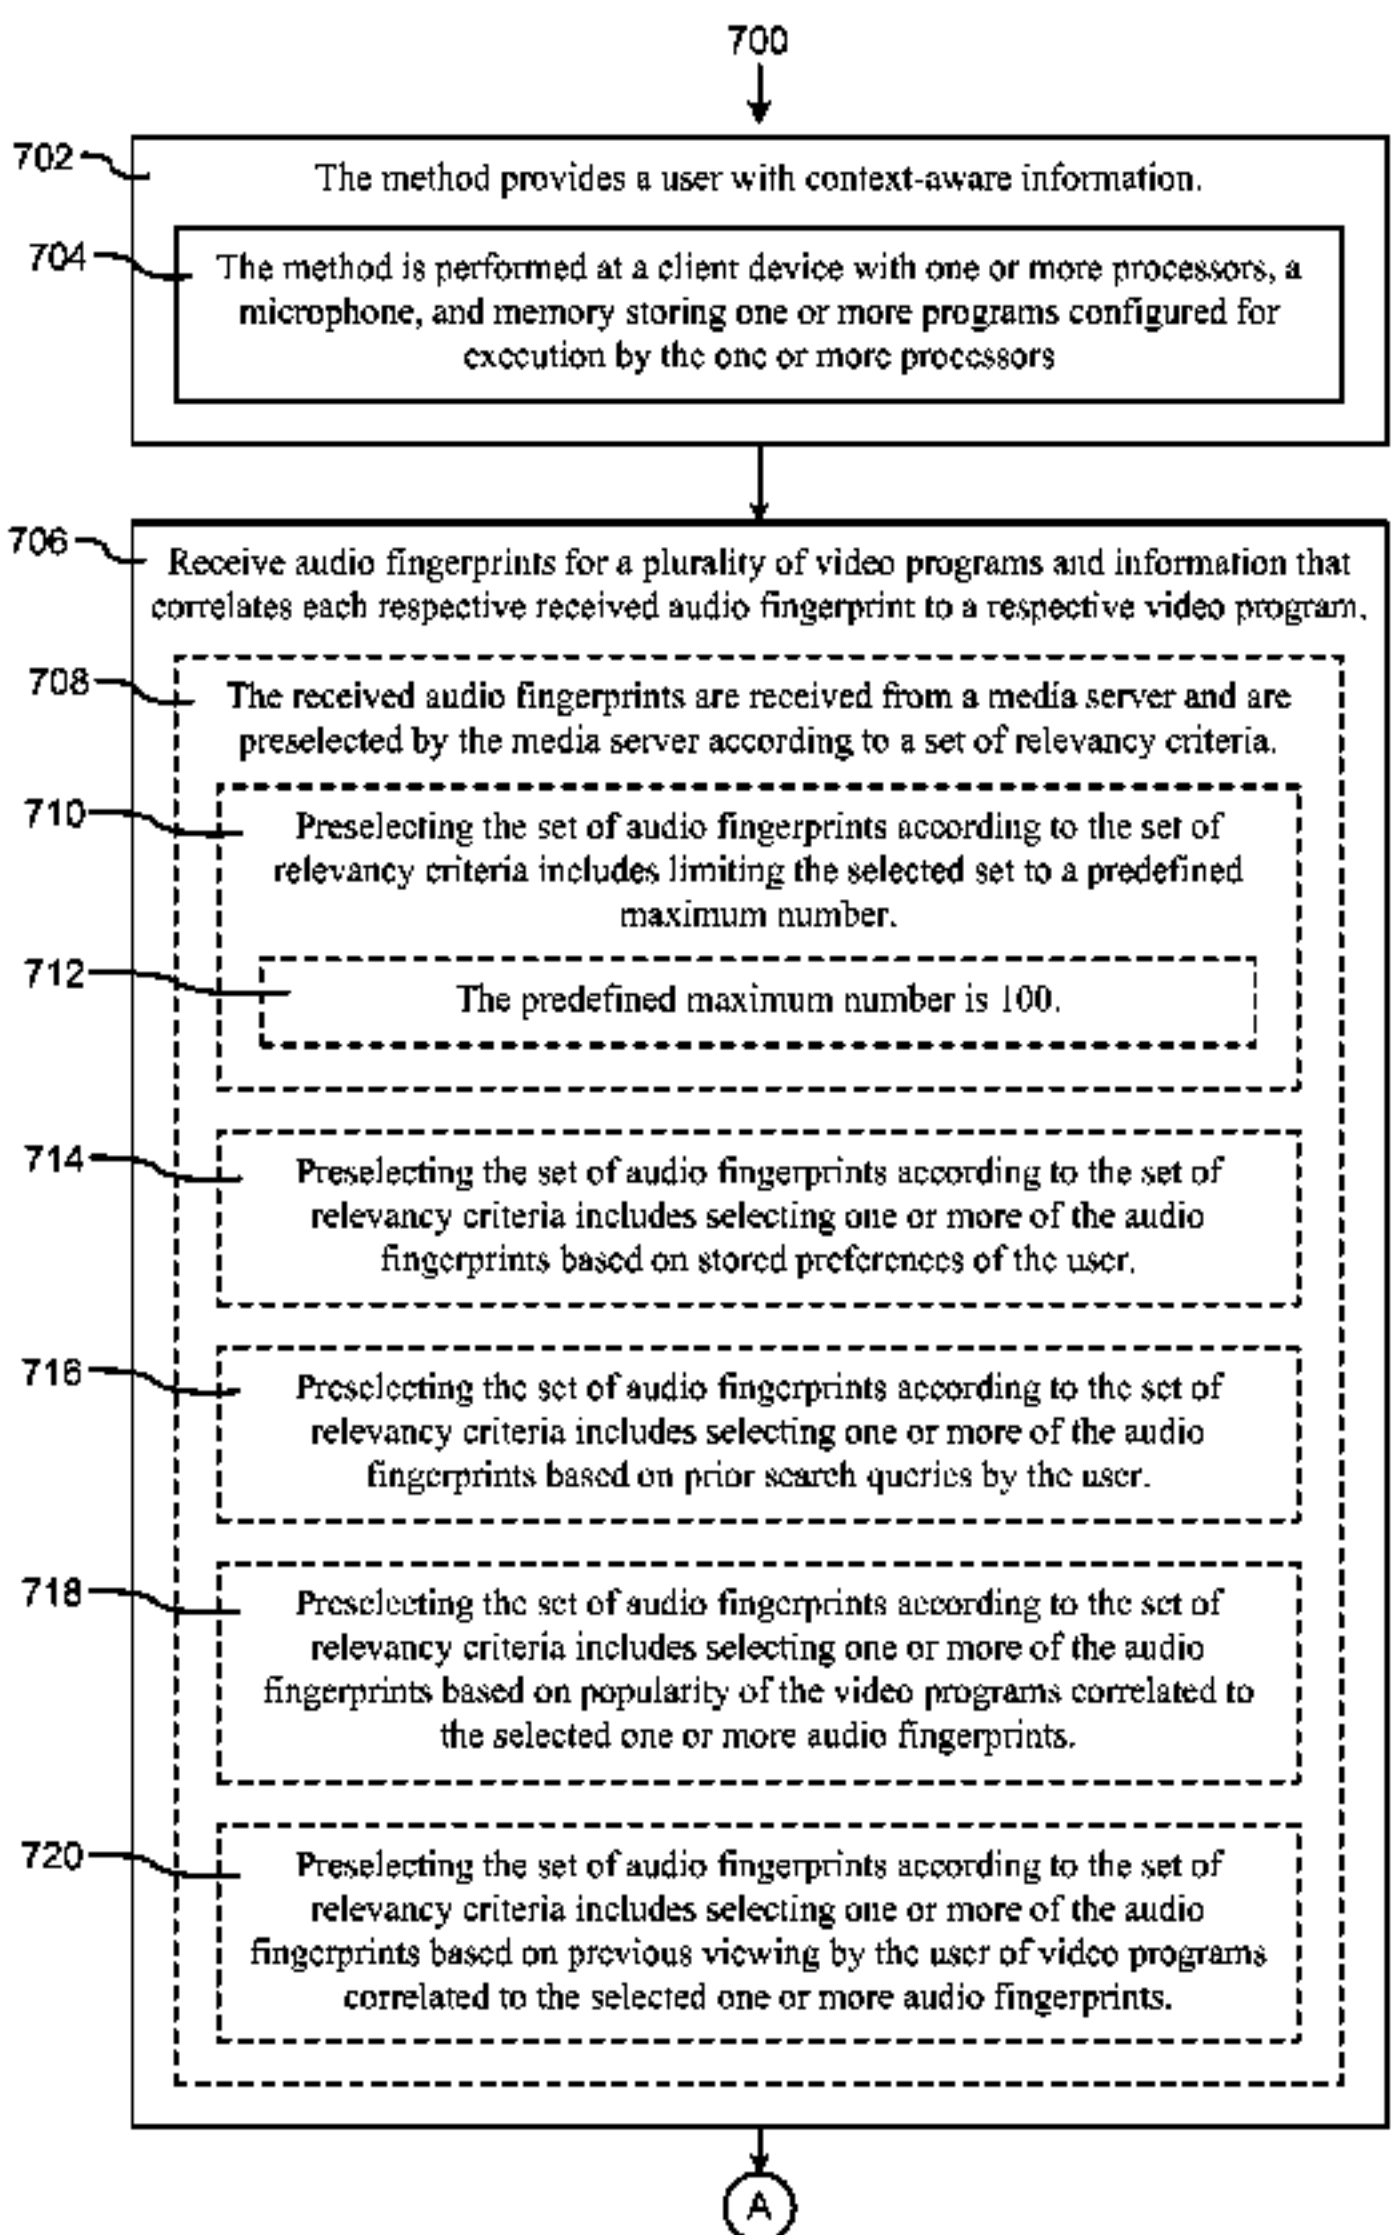 700
702
The method provides a user with context-aware information.
704
The method is performed at a client device with one or more processors, a
microphone, and memory storing one or more programs configured for
execution by the one or more processors
706
Receive audio fingerprints for a plurality of video programs and information that
correlates each respective received audio fingerprint to a respective video program.
708
The received audio fingerprints are received from a media server and are
preselected by the media server according to a set of relevancy criteria.
710
Preselecting the set of audio fingerprints according to the set of
relevancy criteria includes limiting the selected set to a predefined
maximum number.
712
The predefined maximum number is 100.
714
Preselecting the set of audio fingerprints according to the set of
relevancy criteria includes selecting one or more of the audio
fingerprints based on stored preferences of the user.
716
Preselecting the set of audio fingerprints according to the set of
relevancy criteria includes selecting one or more of the audio
fingerprints based on prior search queries by the user.
718
Preselecting the set of audio fingerprints according to the set of
relevancy criteria includes selecting one or more of the audio
fingerprints based on popularity of the video programs correlated to
the selected one or more audio fingerprints.
720
Preselecting the set of audio fingerprints according to the set of
relevancy criteria includes selecting one or more of the audio
fingerprints based on previous viewing by the user of video programs
correlated to the selected one or more audio fingerprints.
A